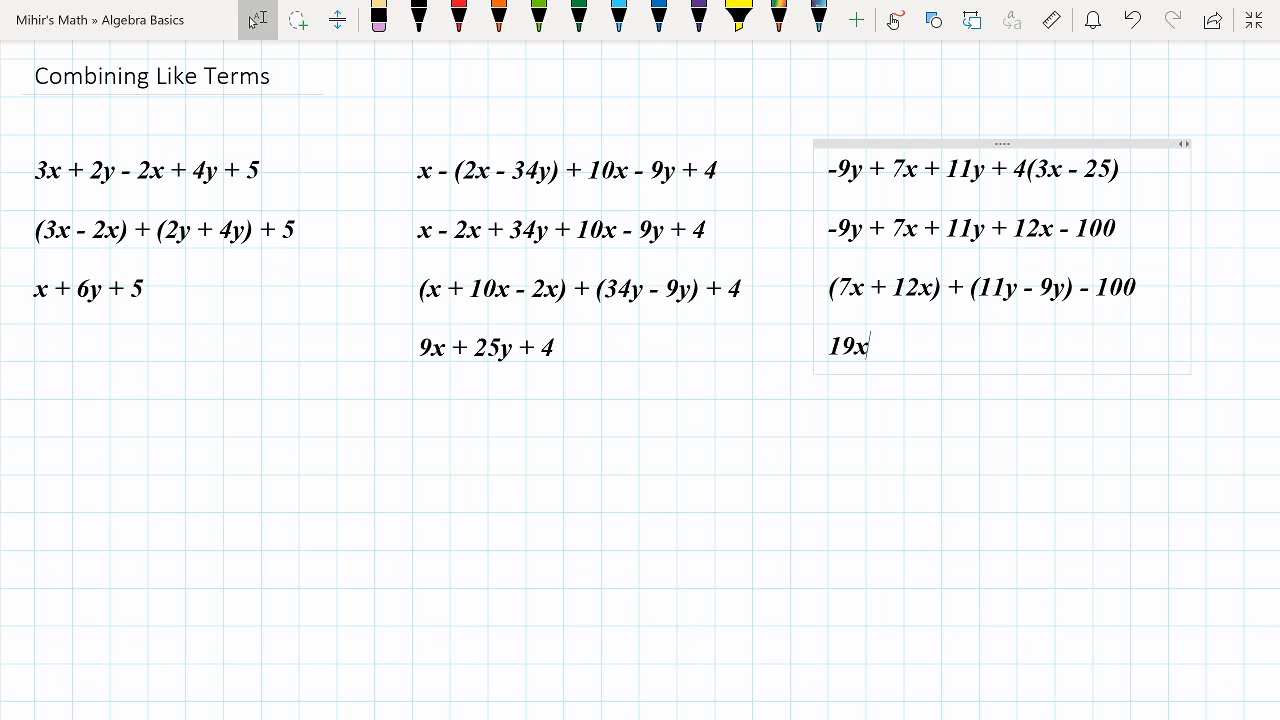 Mihir's Math » Algebra Basics
Combining Like Terms
3x + 2y - 2x + 4y + 5
(3x - 2x) + (2y + 4y) + 5
x + 6y + 5
x - (2x - 34y) + 10x - 9y + 4
x - 2x + 34y + 10x - 9y + 4
(x + 10x - 2x) + (34y - 9y) + 4
9x + 25y + 4
-9y + 7x + 11y + 4(3x - 25)
-9y + 7x + 11y + 12x - 100
(7x + 12x) + (11y - 9y) - 100
19x